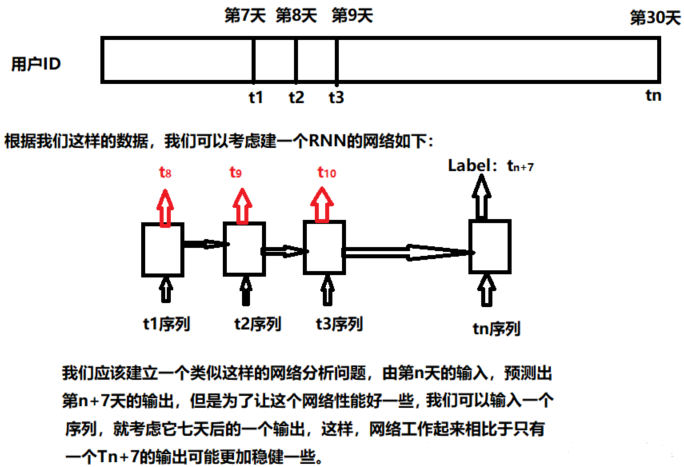 第7天 第8天 第9天 第30天
用户ID
t1 t2 t3 tn
根据我们这样的数据，我们可以考虑建一个RNN的网络如下：
t8 t9 t10 Label：tn+7
t1序列 t2序列 t3序列 tn序列
我们应该建立一个类似这样的网络分析问题，由第n天的输入，预测出
第n+7天的输出，但是为了让这个网络性能好一些，我们可以输入一个
序列，就考虑它七天后的一个输出，这样，网络工作起来相比于只有
一个Tn+7的输出可能更加稳健一些。